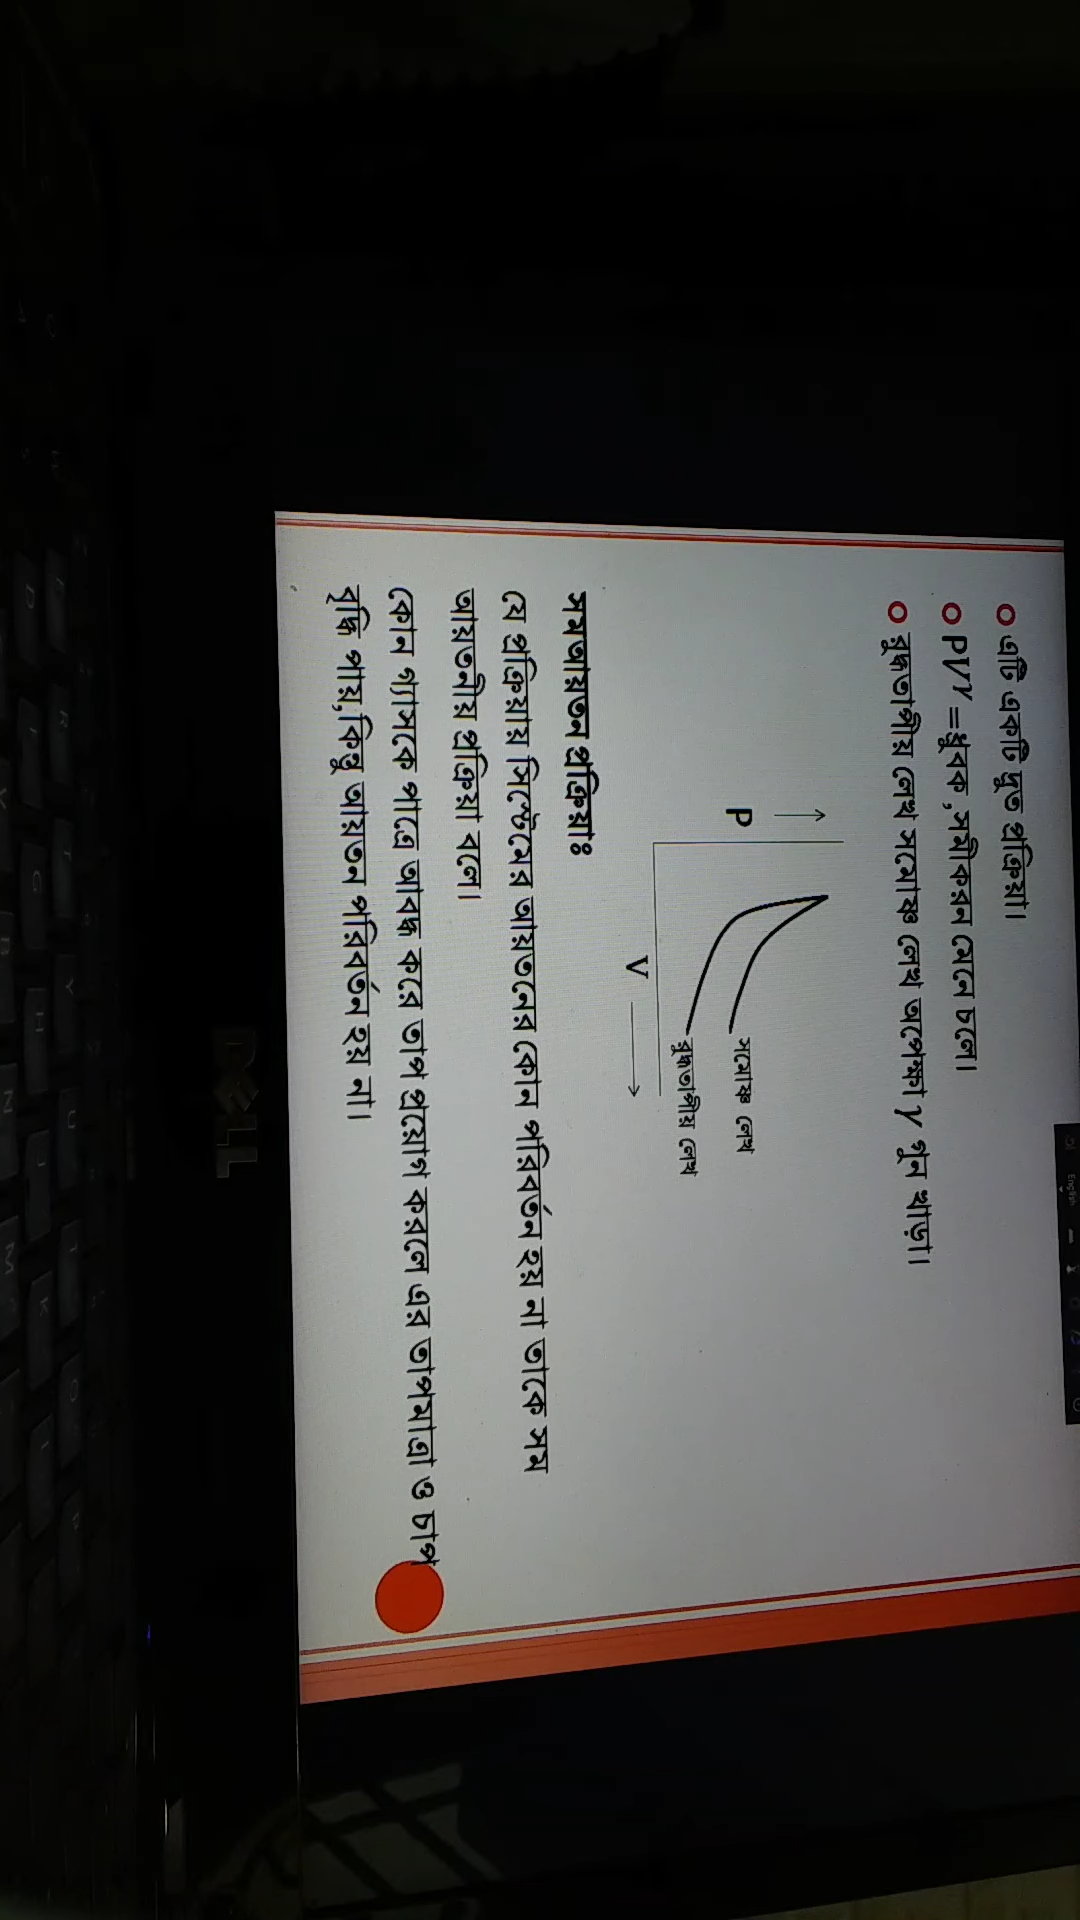 এটি একটি দ্রুত প্রক্রিয়া।
PVγ =ধ্রুবক ,সমীকরন মেনে চলে।
রুদ্ধতাপীয় লেখ সমোষ্ণ লেখ অপেক্ষা γ গুন খাড়া।
P
সমোষ্ণ লেখ
রুদ্ধতাপীয় লেখ
V
সমআয়তন প্রক্রিয়াঃ
যে প্রক্রিয়ায় সিস্টেমের আয়তনের কোন পরিবর্তন হয় না তাকে সম
আয়তনীয় প্রক্রিয়া বলে।
কোন গ্যাসকে পাত্রে আবদ্ধ করে তাপ প্রয়োগ করলে এর তাপমাত্রা ও চাপ
বৃদ্ধি পায়,কিন্তু আয়তন পরিবর্তন হয় না।
English
DELL